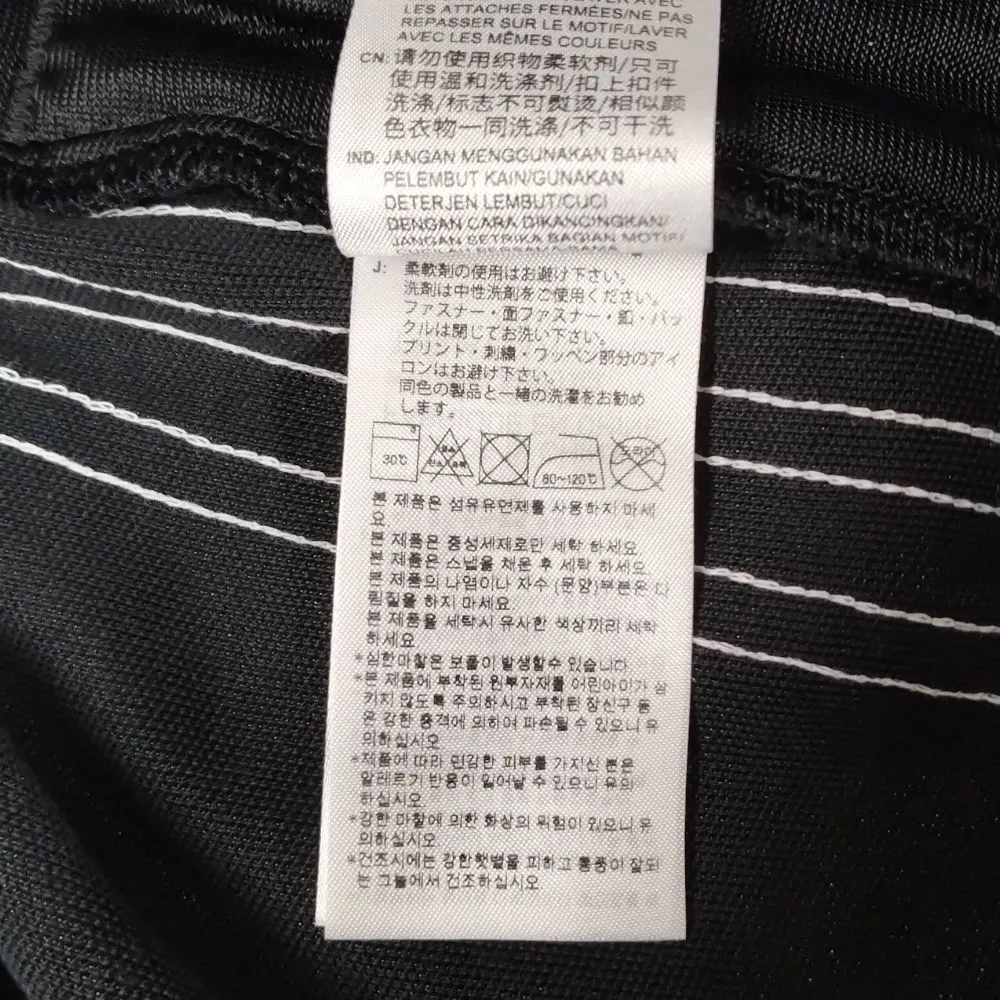 LES ATTACHES FERMÉES/NE PAS
REPASSER SUR LE MOTIF/LAVER
AVEC LES MÊMES COULEURS
CN: 请勿使用织物柔软剂/只可
使用温和洗涤剂/扣上扣件
洗涤/标志不可熨烫/相似颜
色衣物一同洗涤/不可干洗
IND: JANGAN MENGGUNAKAN BAHAN
PELEMBUT KAIN/GUNAKAN
DETERJEN LEMBUT/CUCI
DENGAN CARA DIKANCINGKAN/
JANGAN SETRIKA BAGIAN MOTIF/
J: 柔軟剤の使用はお避け下さい。
洗剤は中性洗剤をご使用ください。
ファスナー・面ファスナー・釦・バッ
クルは閉じてお洗い下さい。
プリント・刺繍・ワッペン部分のアイ
ロンはお避け下さい。
同色の製品と一緒の洗濯をお勧め
します。
30℃
80~120℃
드라이
본 제품은 섬유유연제를 사용하지 마세
요
본 제품은 중성세제로만 세탁 하세요
본 제품은 스냅을 채운 후 세탁 하세요
본 제품의 나염이나 자수 (문양)부분은 다
림질을 하지 마세요
본 제품을 세탁시 유사한 색상끼리 세탁
하세요
*심한마찰은 보풀이 발생할수 있습니다
*본 제품에 부착된 원부자재를 어린아이가 삼
키지 않도록 주의하시고 부착된 장신구 등
은 강한 충격에 의하여 파손될 수 있으니 유
의하십시오
*제품에 따라 민감한 피부를 가지신 분은
알레르기 반응이 일어날 수 있으니 유의
하십시오
*강한 마찰에 의한 화상의 위험이 있으니 유
의하십시오
*건조시에는 강한햇볕을 피하고 통풍이 잘되
는 그늘에서 건조하십시오